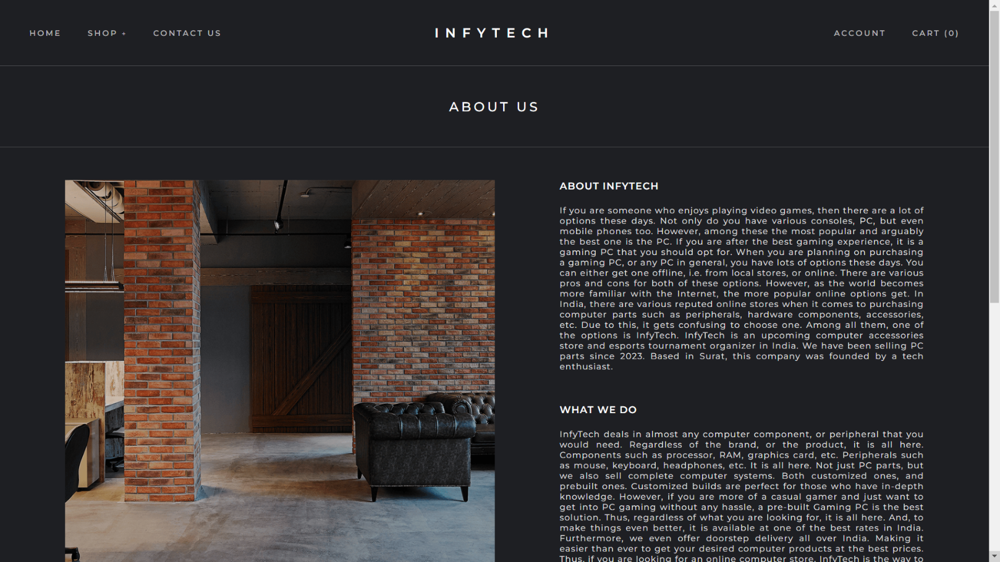 HOME SHOP + CONTACT US INFYTECH ACCOUNT CART (0)
ABOUT US
ABOUT INFYTECH
If you are someone who enjoys playing video games, then there are a lot of
options these days. Not only do you have various consoles, PC, but even
mobile phones too. However, among these the most popular and arguably
the best one is the PC. If you are after the best gaming experience, it is a
gaming PC that you should opt for. When you are planning on purchasing
a gaming PC, or any PC in general, you have lots of options these days. You
can either get one offline, i.e. from local stores, or online. There are various
pros and cons for both of these options. However, as the world becomes
more familiar with the Internet, the more popular online options get. In
India, there are various reputed online stores when it comes to purchasing
computer parts such as peripherals, hardware components, accessories,
etc. Due to this, it gets confusing to choose one. Among all them, one of
the options is InfyTech. InfyTech is an upcoming computer accessories
store and esports tournament organizer in India. We have been selling PC
parts since 2023. Based in Surat, this company was founded by a tech
enthusiast.
WHAT WE DO
InfyTech deals in almost any computer component, or peripheral that you
would need. Regardless of the brand, or the product, it is all here.
Components such as processor, RAM, graphics card, etc. Peripherals such
as mouse, keyboard, headphones, etc. It is all here. Not just PC parts, but
we also sell complete computer systems. Both customized ones, and
prebuilt ones. Customized builds are perfect for those who have in-depth
knowledge. However, if you are more of a casual gamer and just want to
get into PC gaming without any hassle, a pre-built Gaming PC is the best
solution. Thus, regardless of what you are looking for, it is all here. And, to
make things even better, it is available at one of the best rates in India.
Furthermore, we even offer doorstep delivery all over India. Making it
easier than ever to get your desired computer products at the best prices.
Thus, if you are looking for an online computer store, InfyTech is the way to